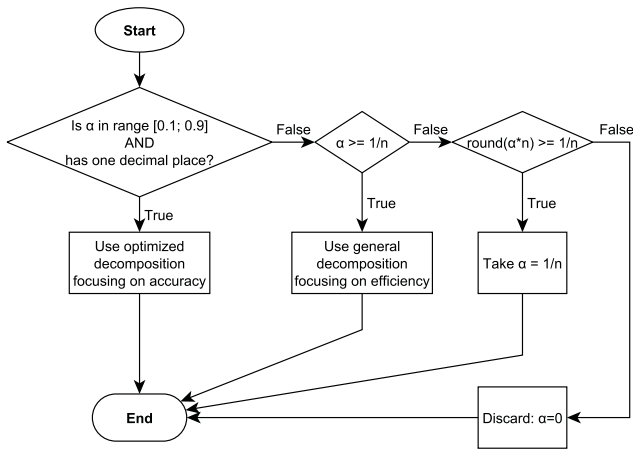 Start
Is α in range [0.1; 0.9]
AND
has one decimal place?
False
α >= 1/n
False
round(α*n) >= 1/n
False
True
True
True
Use optimized
decomposition
focusing on accuracy
Use general
decomposition
focusing on efficiency
Take α = 1/n
End
Discard: α=0